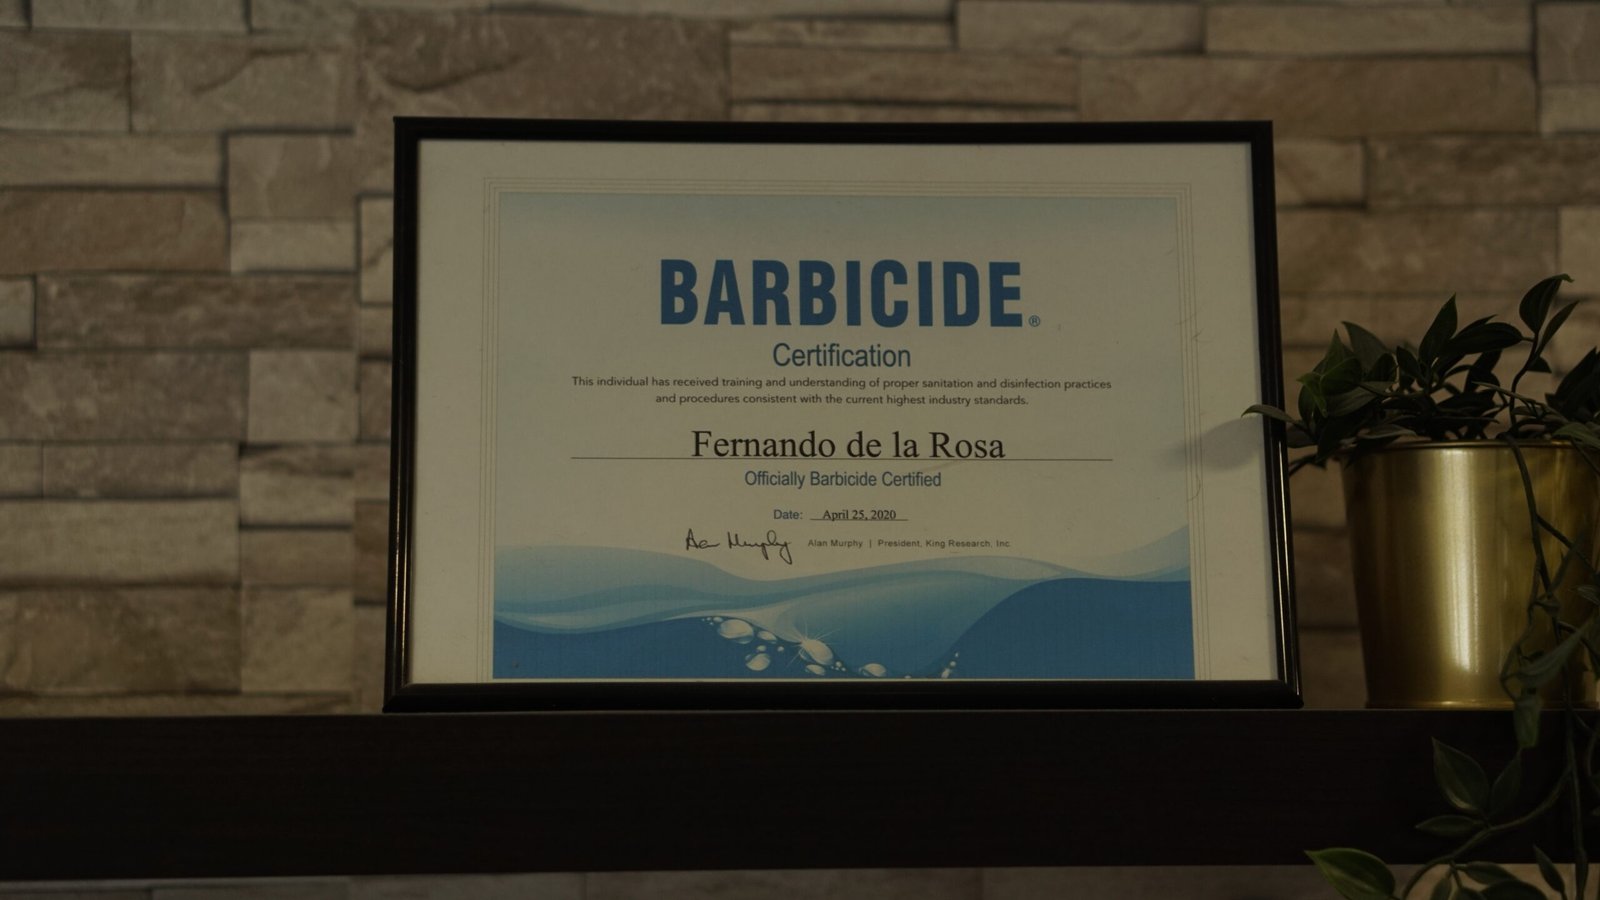 BARBICIDE®
Certification
This individual has received training and understanding of proper sanitation and disinfection practices
and procedures consistent with the current highest industry standards.
Fernando de la Rosa
Officially Barbicide Certified
Date: April 25, 2020
Alan Murphy Alan Murphy | President, King Research, Inc.